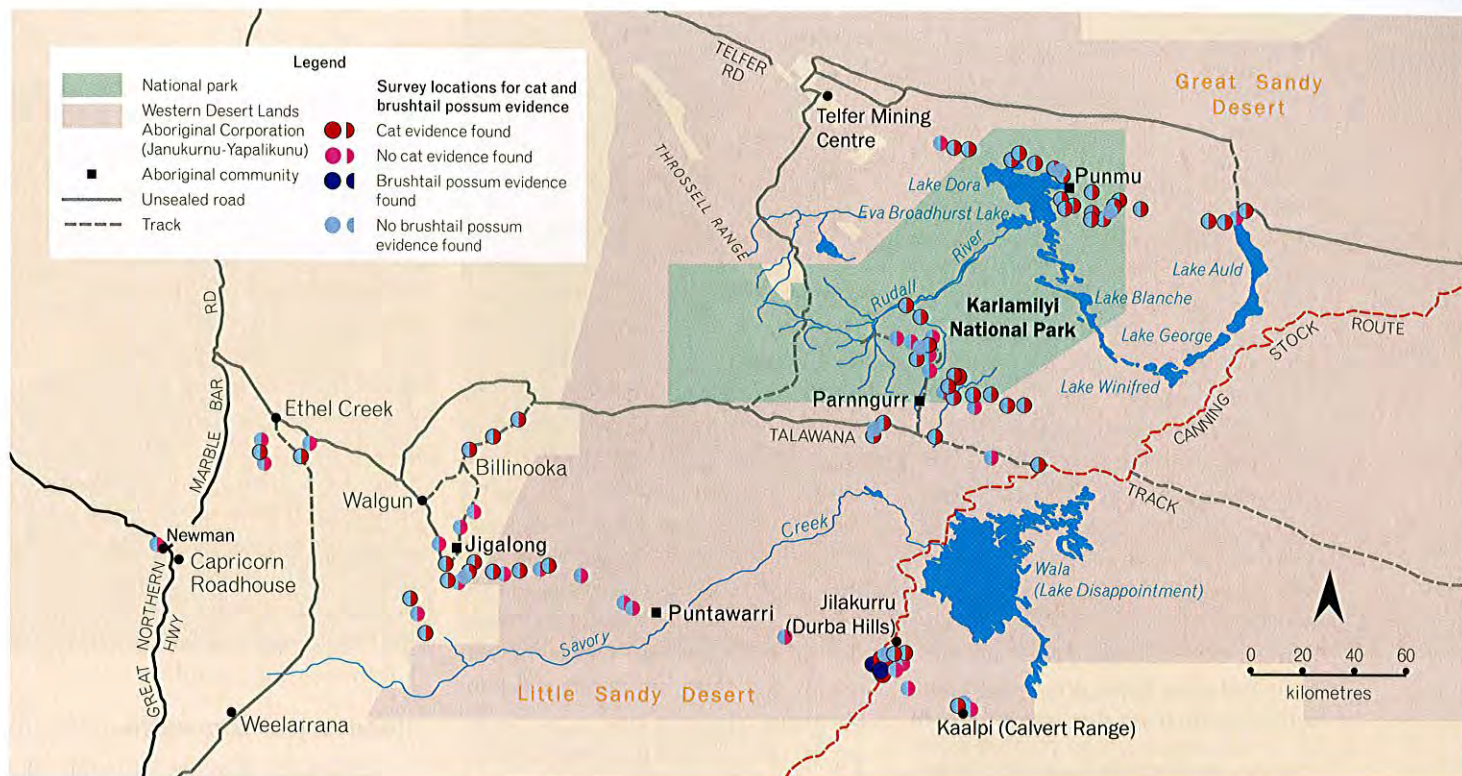 Legend
National park
Western Desert Lands
Aboriginal Corporation
(Janukurnu-Yapalikunu)
Aboriginal community
Unsealed road
Track
Survey locations for cat and
brushtail possum evidence
Cat evidence found
No cat evidence found
Brushtail possum evidence
found
No brushtail possum
evidence found
TELFER
RD
Telfer Mining
Centre
Great Sandy
Desert
THROSSELL RANGE
Lake Dora
Punmu
Eva Broadhurst Lake
Rudall
River
Karlamilyi
National Park
Lake Auld
Lake Blanche
Lake George
Lake Winifred
CANNING
STOCK
ROUTE
Parnngurr
TALAWANA
TRACK
MARBLE BAR
RD
Ethel Creek
Billinooka
Walgun
Newman
Capricorn
Roadhouse
Jigalong
GREAT NORTHERN
HWY
Puntawarri
Savory
Creek
Wala
(Lake Disappointment)
Jilakurru
(Durba Hills)
Little Sandy Desert
Weelarrana
Kaalpi (Calvert Range)
0 20 40 60
kilometres